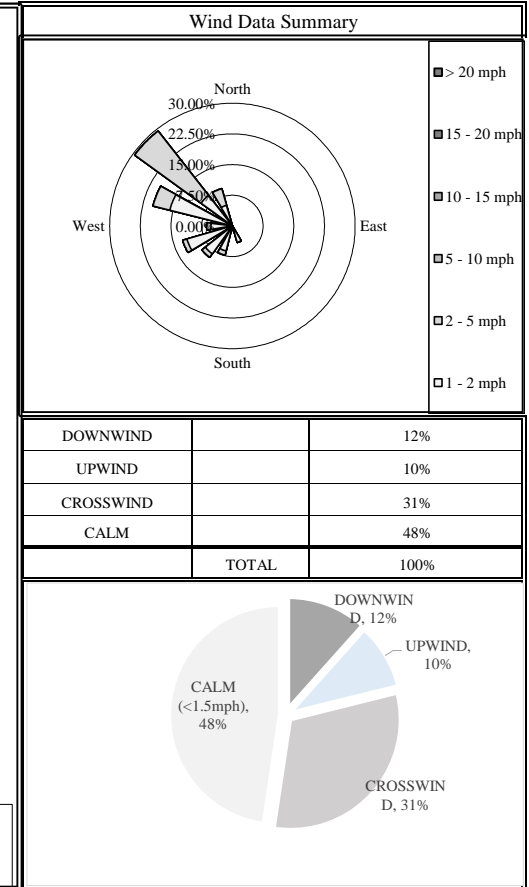 Wind Data Summary
North
30.00%
22.50%
15.00%
7.50%
0.00%
West
East
South
> 20 mph
15 - 20 mph
10 - 15 mph
5 - 10 mph
2 - 5 mph
1 - 2 mph
DOWNWIND 12%
UPWIND 10%
CROSSWIND 31%
CALM 48%
TOTAL 100%
DOWNWIN
D, 12%
UPWIND,
10%
CALM
(<1.5mph),
48%
CROSSWIN
D, 31%